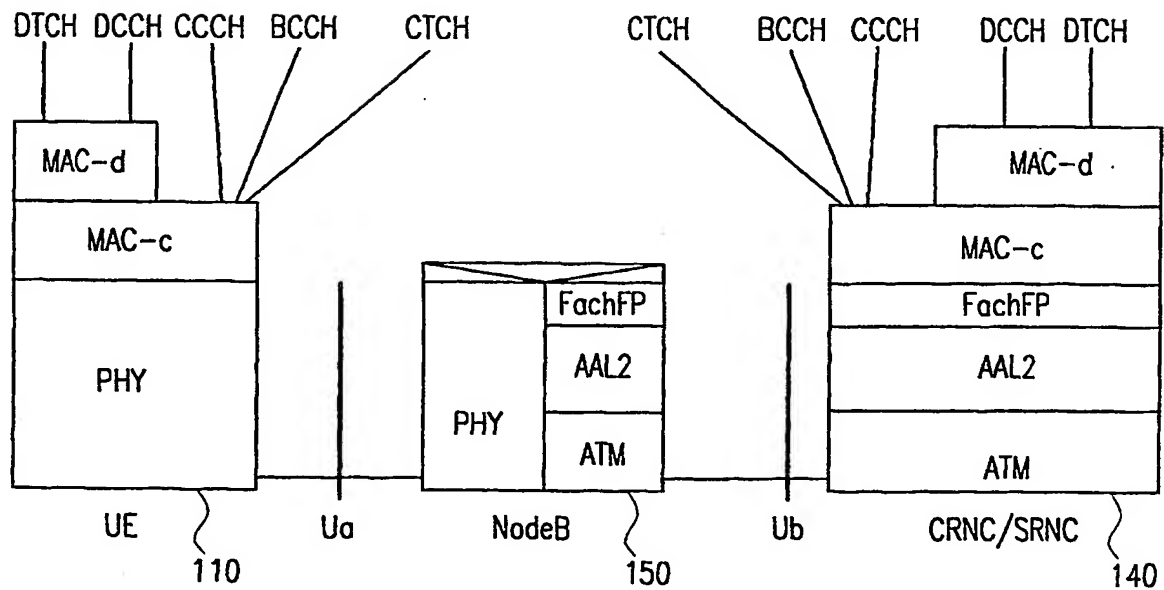 DTCH DCCH CCCH BCCH CTCH CTCH BCCH CCCH DCCH DTCH
MAC-d MAC-d
MAC-c MAC-c
FachFP FachFP
PHY AAL2 AAL2
PHY ATM ATM
UE Ua NodeB Ub CRNC/SRNC
110 150 140